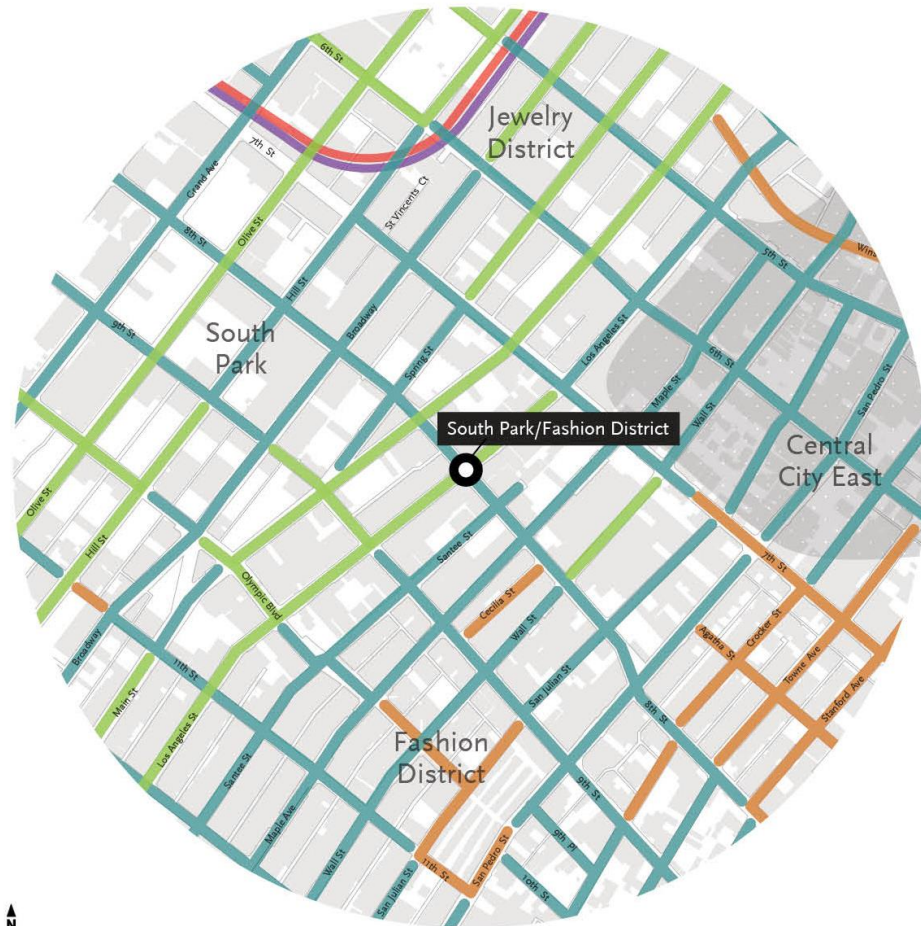 6th St
Jewelry
District
7th St
St Vincents Ct
Grand Ave
Olive St
8th St
Hill St
5th St
South
Park
Broadway
9th St
Spring St
Los Angeles St
6th St
Maple St
Wall St
San Pedro St
South Park/Fashion District
Central
City East
Olive St
Hill St
Santee St
7th St
Olympic Blvd
Cecilia St
Wall St
Agatha St
Crocker St
Towne Ave
Stanford Ave
Broadway
11th St
San Julian St
Main St
8th St
Los Angeles St
Fashion
District
Santee St
9th St
Maple Ave
9th Pl
Wall St
11th St
San Pedro St
San Julian St
10th St
N